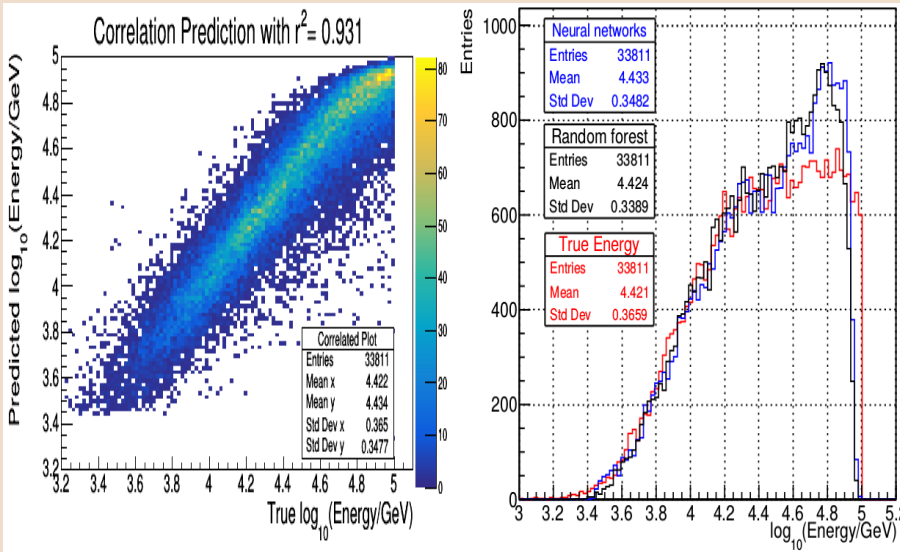 Correlation Prediction with r2= 0.931
Predicted log10(Energy/GeV)
5
4.8
4.6
4.4
4.2
4
3.8
3.6
3.4
3.2
3.2 3.4 3.6 3.8 4 4.2 4.4 4.6 4.8 5
True log10(Energy/GeV)
80
70
60
50
40
30
20
10
0
Correlated Plot
Entries 33811
Mean x 4.422
Mean y 4.434
Std Dev x 0.365
Std Dev y 0.3477
Entries
1000
800
600
400
200
0
3 3.2 3.4 3.6 3.8 4 4.2 4.4 4.6 4.8 5 5.2
log10(Energy/GeV)
Neural networks
Entries 33811
Mean 4.433
Std Dev 0.3482
Random forest
Entries 33811
Mean 4.424
Std Dev 0.3389
True Energy
Entries 33811
Mean 4.421
Std Dev 0.3659